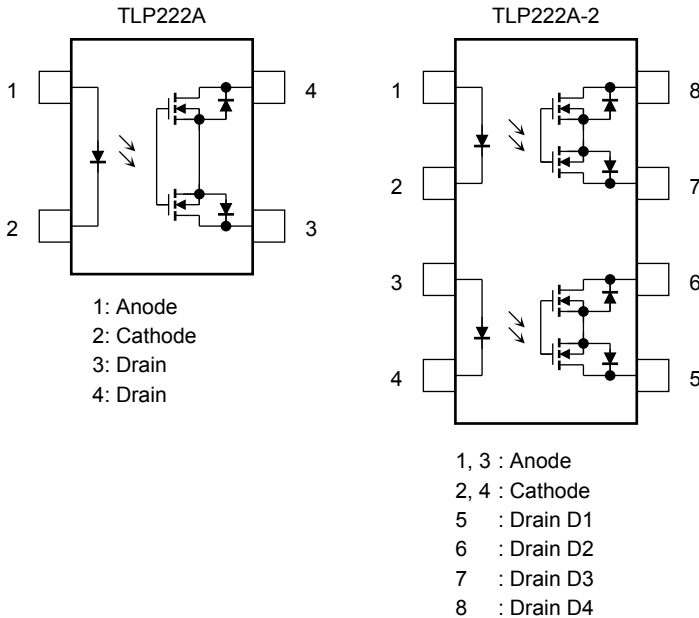 TLP222A
1
4
2
3
1: Anode
2: Cathode
3: Drain
4: Drain
TLP222A-2
1
8
2
7
3
6
4
5
1, 3 : Anode
2, 4 : Cathode
5 : Drain D1
6 : Drain D2
7 : Drain D3
8 : Drain D4